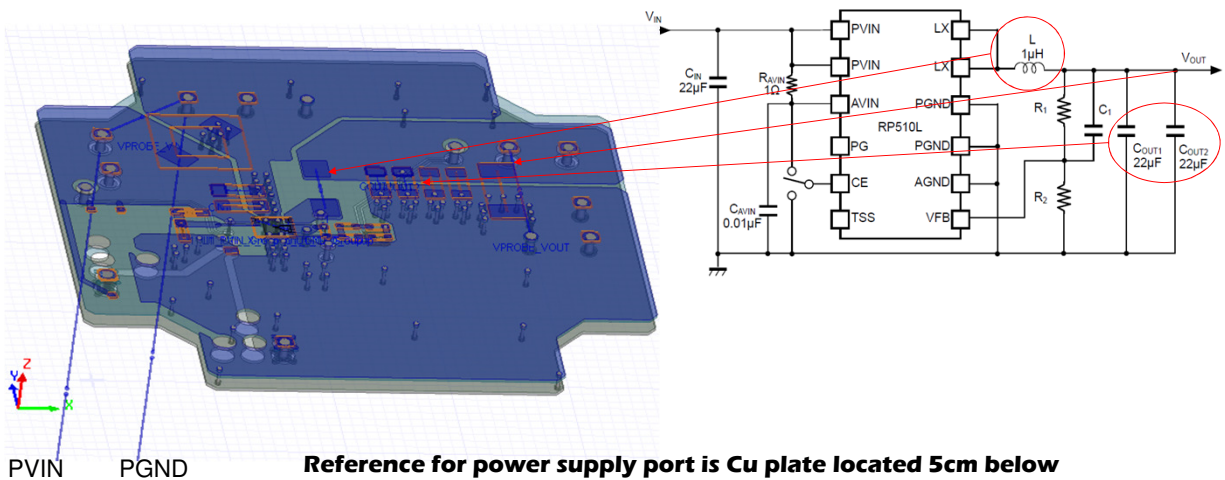 VIN
PVIN
LX
L
1µH
VOUT
CIN
22µF
PVIN
LX
RAVIN
1Ω
AVIN
PGND
R1
C1
RP510L
PG
PGND
COUT1
22µF
COUT2
22µF
CE
AGND
R2
CAVIN
0.01µF
TSS
VFB
VPROBE_VOUT
Z
Y
X
PVIN
PGND
Reference for power supply port is Cu plate located 5cm below